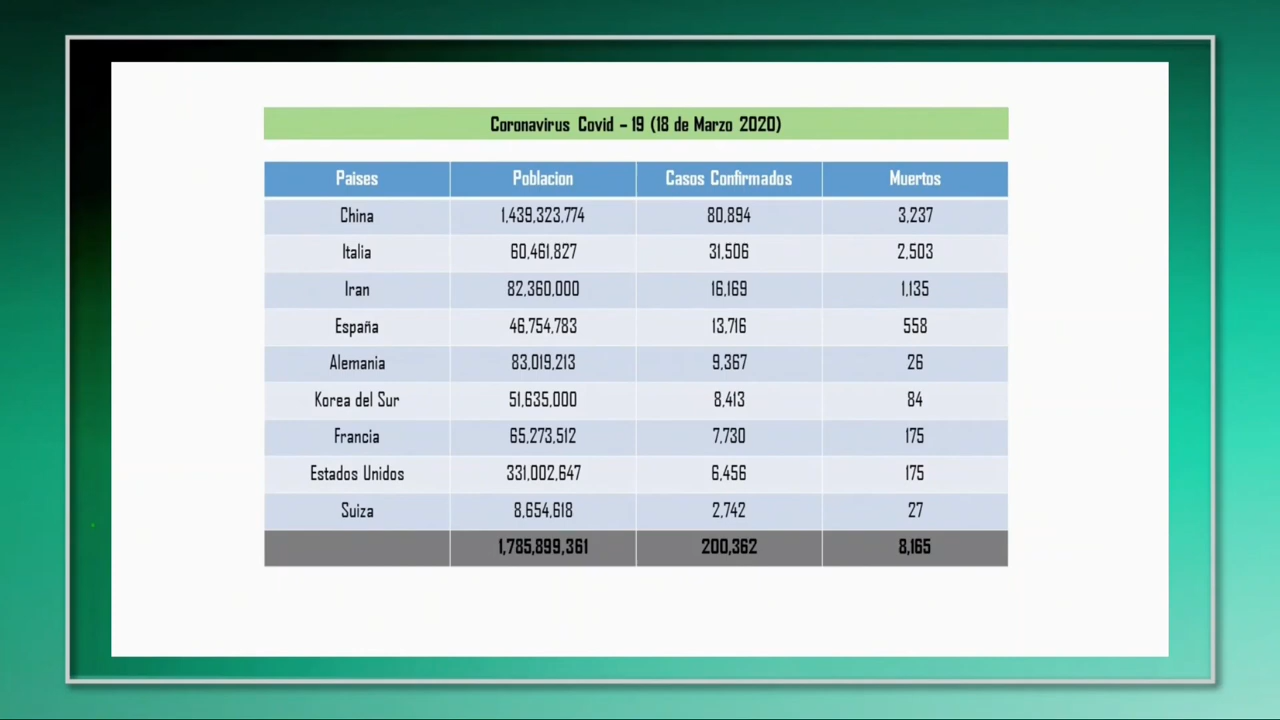 Coronavirus Covid – 19 (18 de Marzo 2020)
Paises Poblacion Casos Confirmados Muertos
China 1,439,323,774 80,894 3,237
Italia 60,461,827 31,506 2,503
Iran 82,360,000 16,169 1,135
España 46,754,783 13,716 558
Alemania 83,019,213 9,367 26
Korea del Sur 51,635,000 8,413 84
Francia 65,273,512 7,730 175
Estados Unidos 331,002,647 6,456 175
Suiza 8,654,618 2,742 27
1,785,899,361 200,362 8,165